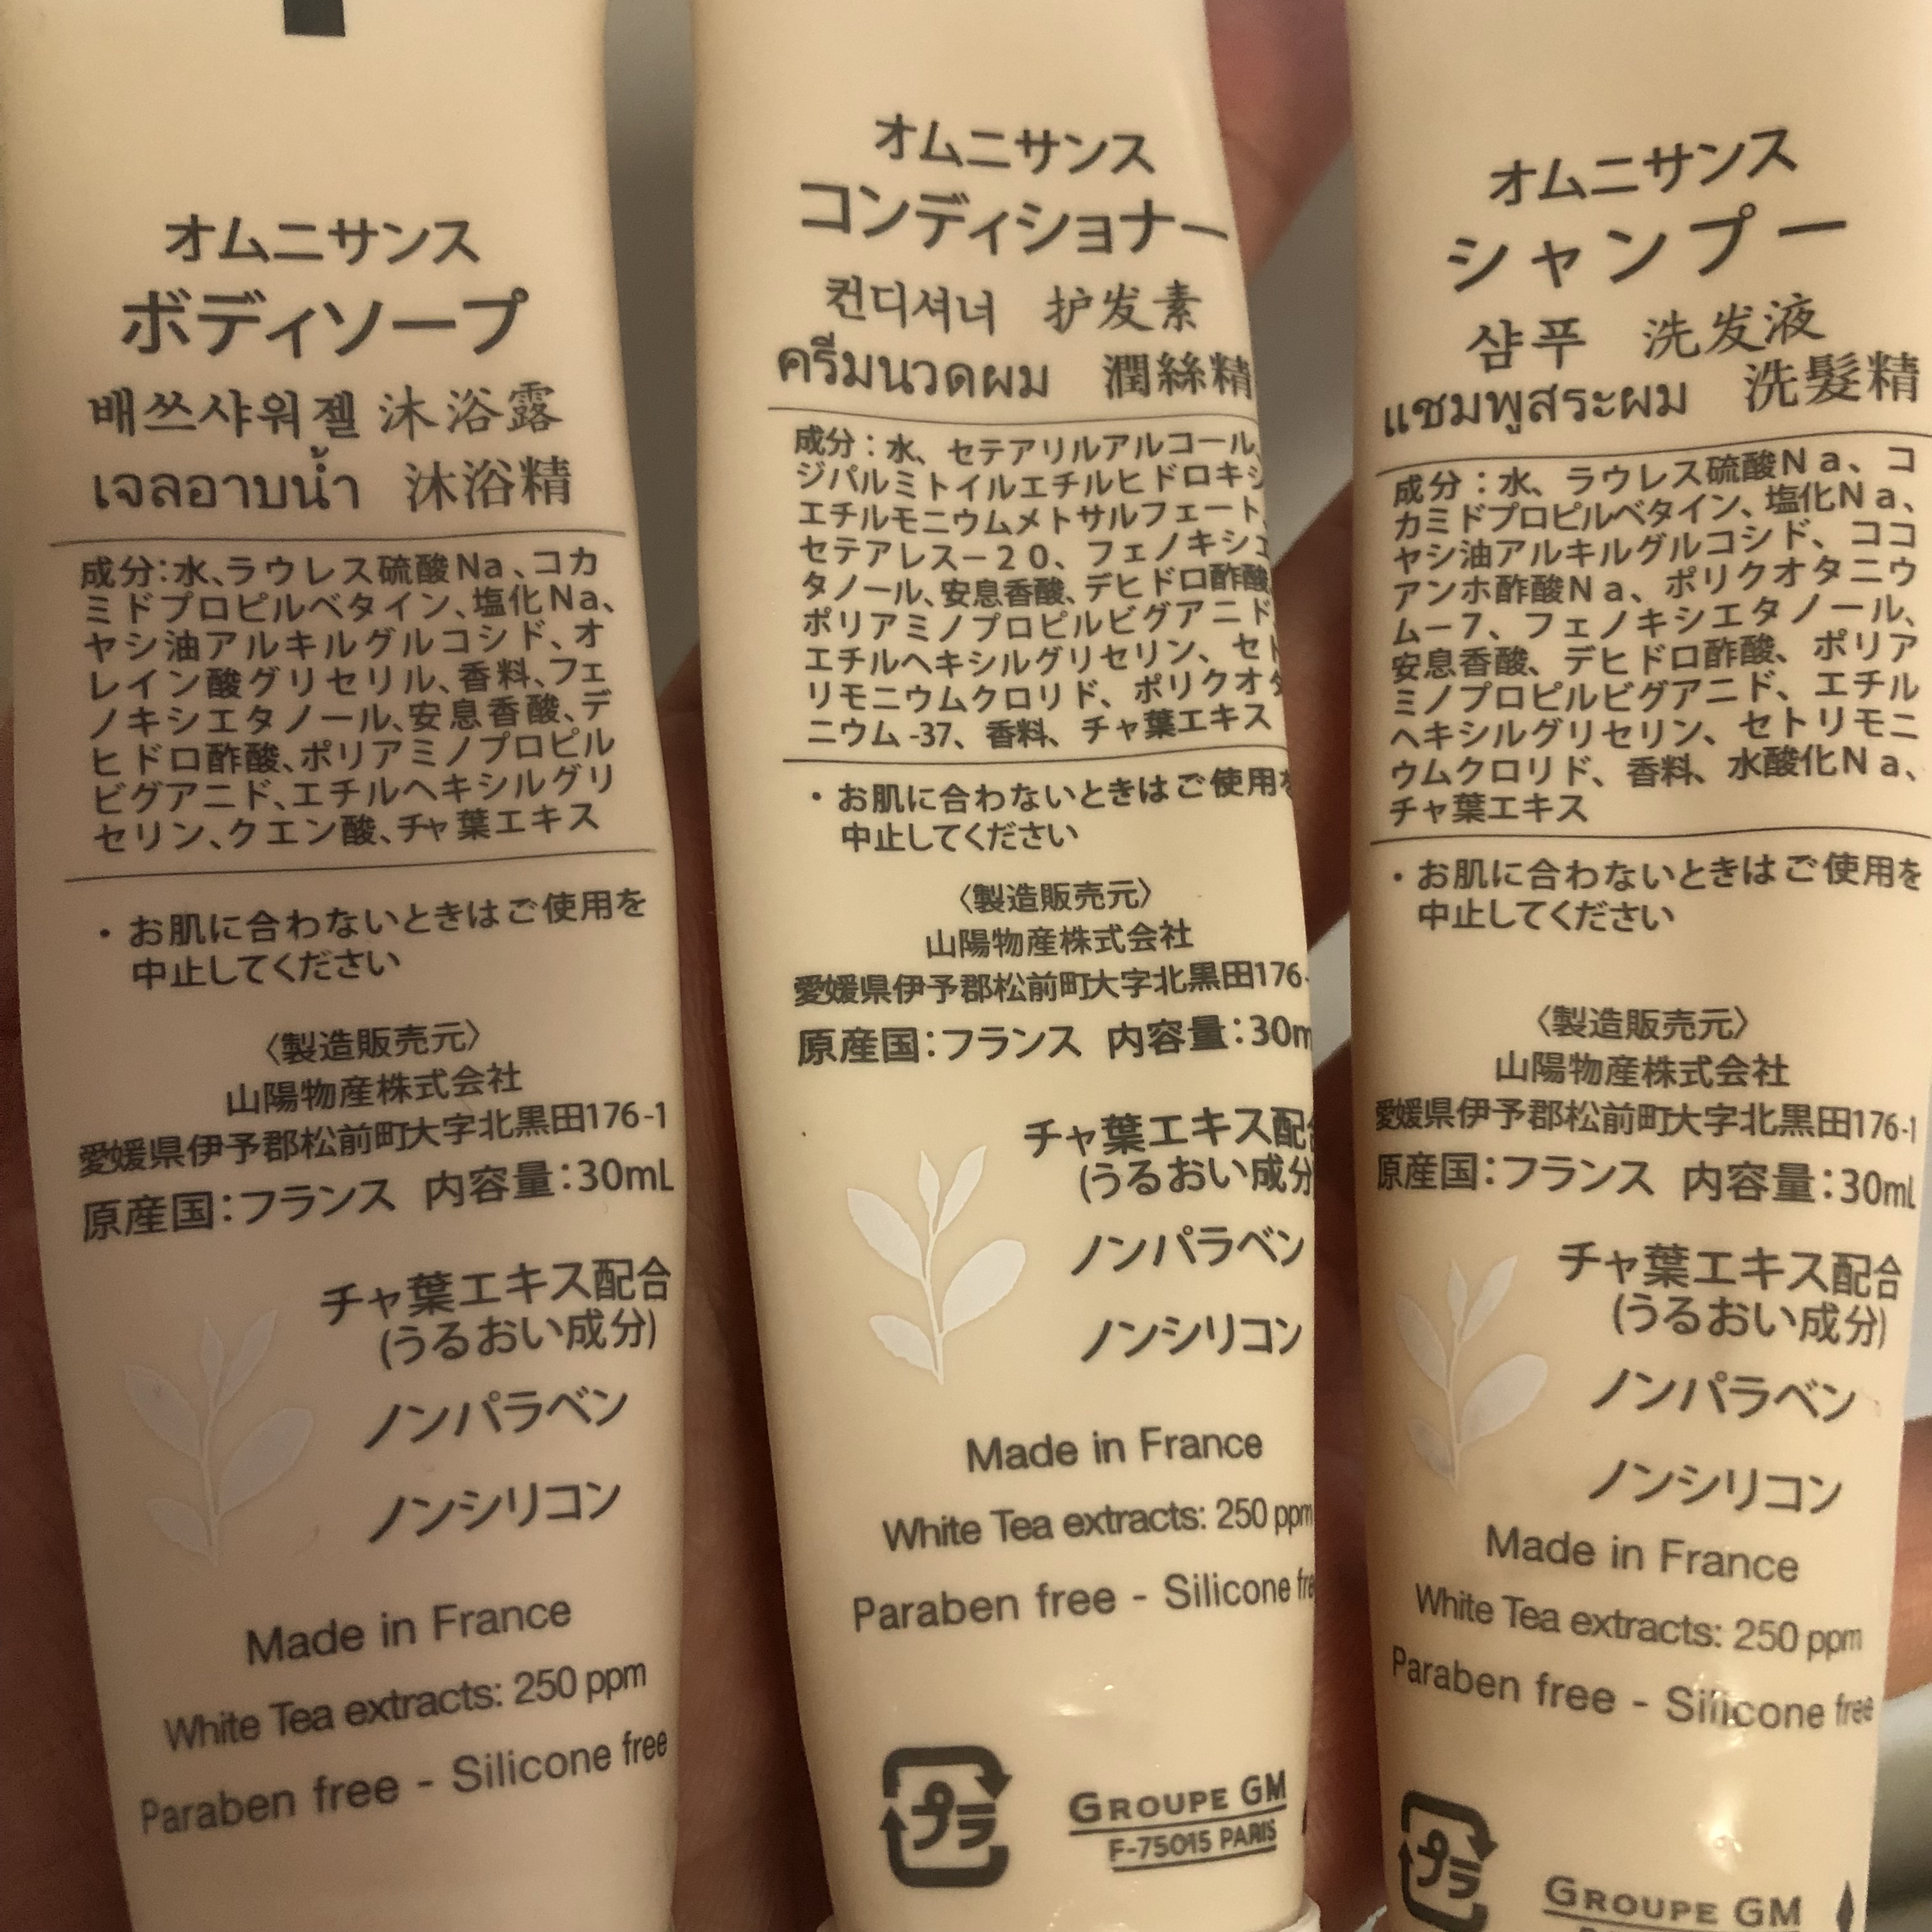 オムニサンス
ボディソープ
배쓰샤워젤 沐浴露
เจลอาบน้ำ 沐浴精
成分:水、ラウレス硫酸Na、コカ
ミドプロピルベタイン、塩化Na、
ヤシ油アルキルグルコシド、オ
レイン酸グリセリル、香料、フェ
ノキシエタノール、安息香酸、デ
ヒドロ酢酸、ポリアミノプロピル
ビグアニド、エチルヘキシルグリ
セリン、クエン酸、チャ葉エキス
・お肌に合わないときはご使用を
中止してください
〈製造販売元〉
山陽物産株式会社
愛媛県伊予郡松前町大字北黒田176-1
原産国:フランス 内容量:30mL
チャ葉エキス配合
(うるおい成分)
ノンパラベン
ノンシリコン
Made in France
White Tea extracts: 250 ppm
Paraben free - Silicone free
オムニサンス
コンディショナー
컨디셔너 护发素
ครีมนวดผม 潤絲精
成分:水、セテアリルアルコール、
ジパルミトイルエチルヒドロキシ
エチルモニウムメトサルフェート、
セテアレス－２０、フェノキシエ
タノール、安息香酸、デヒドロ酢酸
ポリアミノプロピルビグアニド
エチルヘキシルグリセリン、セト
リモニウムクロリド、ポリクオタ
ニウム-37、香料、チャ葉エキス
・お肌に合わないときはご使用を
中止してください
〈製造販売元〉
山陽物産株式会社
愛媛県伊予郡松前町大字北黒田176-
原産国:フランス 内容量:30m
チャ葉エキス配合
(うるおい成分
ノンパラベン
ノンシリコン
Made in France
White Tea extracts: 250 ppm
Paraben free - Silicone fre
プラ
GROUPE GM
F-75015 PARIS
オムニサンス
シャンプー
샴푸 洗发液
แชมพูสระผม 洗髮精
成分:水、ラウレス硫酸Ｎａ、コ
カミドプロピルベタイン、塩化Ｎａ、
ヤシ油アルキルグルコシド、ココ
アンホ酢酸Ｎａ、ポリクオタニウ
ム－７、フェノキシエタノール、
安息香酸、デヒドロ酢酸、ポリア
ミノプロピルビグアニド、エチル
ヘキシルグリセリン、セトリモニ
ウムクロリド、香料、水酸化Ｎａ、
チャ葉エキス
・お肌に合わないときはご使用を
中止してください
〈製造販売元〉
山陽物産株式会社
愛媛県伊予郡松前町大字北黒田176-1
原産国:フランス 内容量:30mL
チャ葉エキス配合
(うるおい成分)
ノンパラベン
ノンシリコン
Made in France
White Tea extracts: 250 ppm
Paraben free - Silicone free
プラ
GROUPE GM